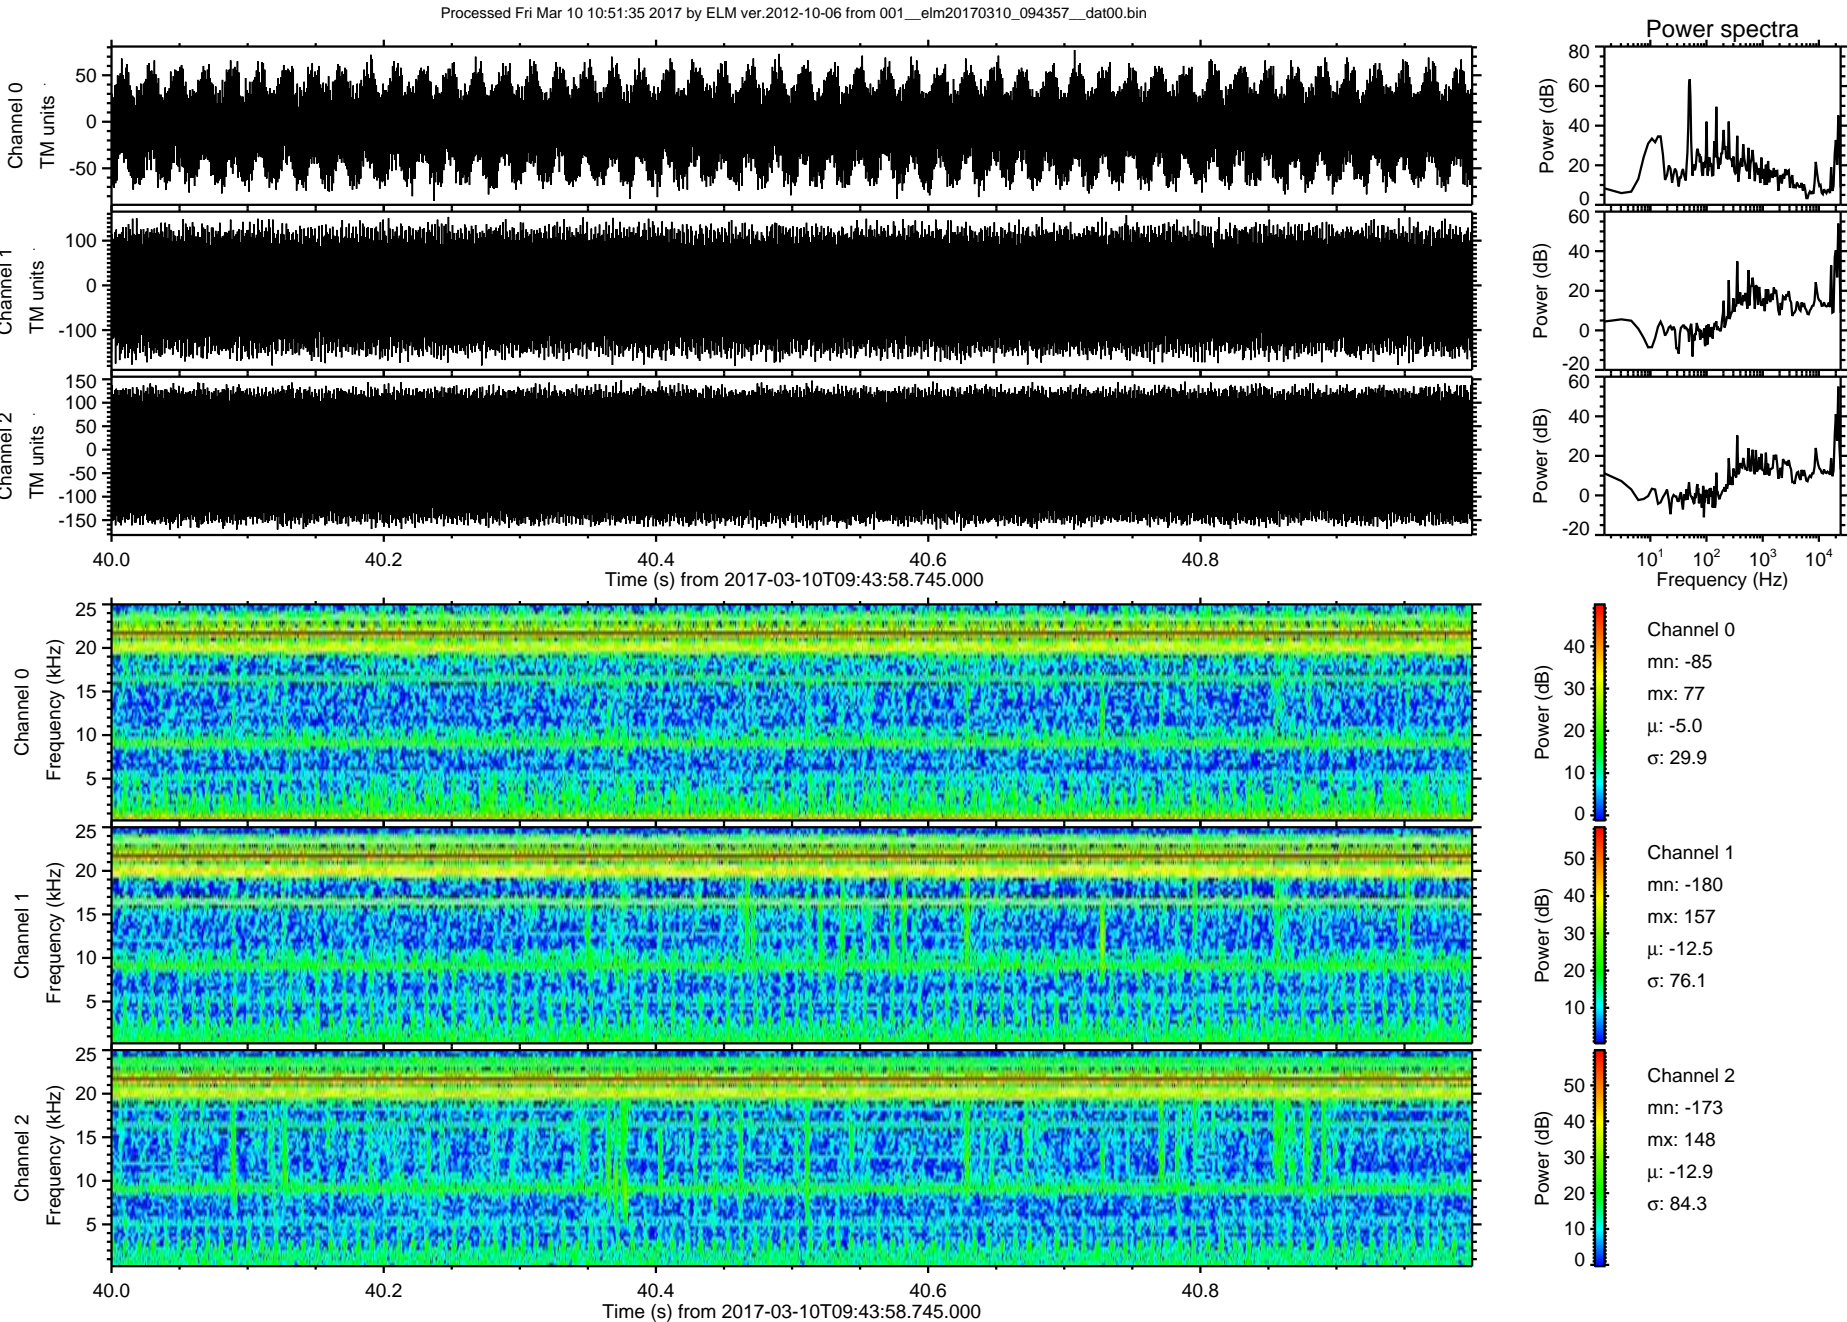 Processed Fri Mar 10 10:51:35 2017 by ELM ver.2012-10-06 from 001__elm20170310_094357__dat00.bin
Power spectra
Channel 0
TM units
50
0
-50
Power (dB)
80
60
40
20
0
Channel 1
TM units
100
0
-100
Power (dB)
60
40
20
0
-20
Channel 2
TM units
150
100
50
0
-50
-100
-150
Power (dB)
60
40
20
0
-20
40.0 40.2 40.4 40.6 40.8
Time (s) from 2017-03-10T09:43:58.745.000
10^1 10^2 10^3 10^4
Frequency (Hz)
Channel 0
Frequency (kHz)
25
20
15
10
5
Power (dB)
40
30
20
10
0
Channel 0
mn: -85
mx: 77
μ: -5.0
σ: 29.9
Channel 1
Frequency (kHz)
25
20
15
10
5
Power (dB)
50
40
30
20
10
Channel 1
mn: -180
mx: 157
μ: -12.5
σ: 76.1
Channel 2
Frequency (kHz)
25
20
15
10
5
Power (dB)
50
40
30
20
10
0
Channel 2
mn: -173
mx: 148
μ: -12.9
σ: 84.3
40.0 40.2 40.4 40.6 40.8
Time (s) from 2017-03-10T09:43:58.745.000